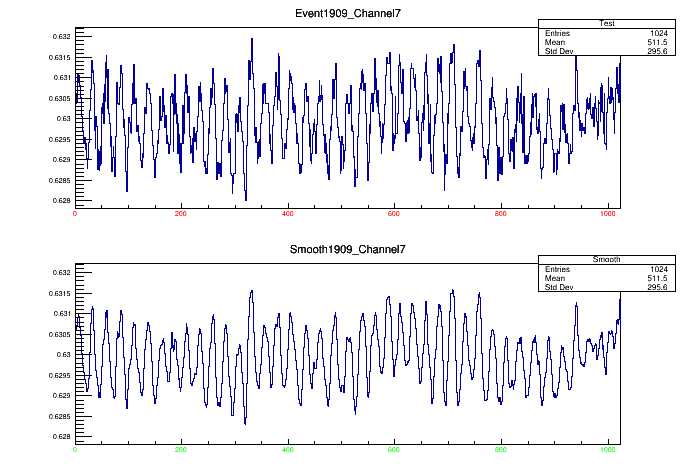 Event1909_Channel7
Test
Entries 1024
Mean 511.5
Std Dev 295.6
0.632
0.6315
0.631
0.6305
0.63
0.6295
0.629
0.6285
0.628
0 200 400 600 800 1000
Smooth1909_Channel7
Smooth
Entries 1024
Mean 511.5
Std Dev 295.6
0.632
0.6315
0.631
0.6305
0.63
0.6295
0.629
0.6285
0.628
0 200 400 600 800 1000